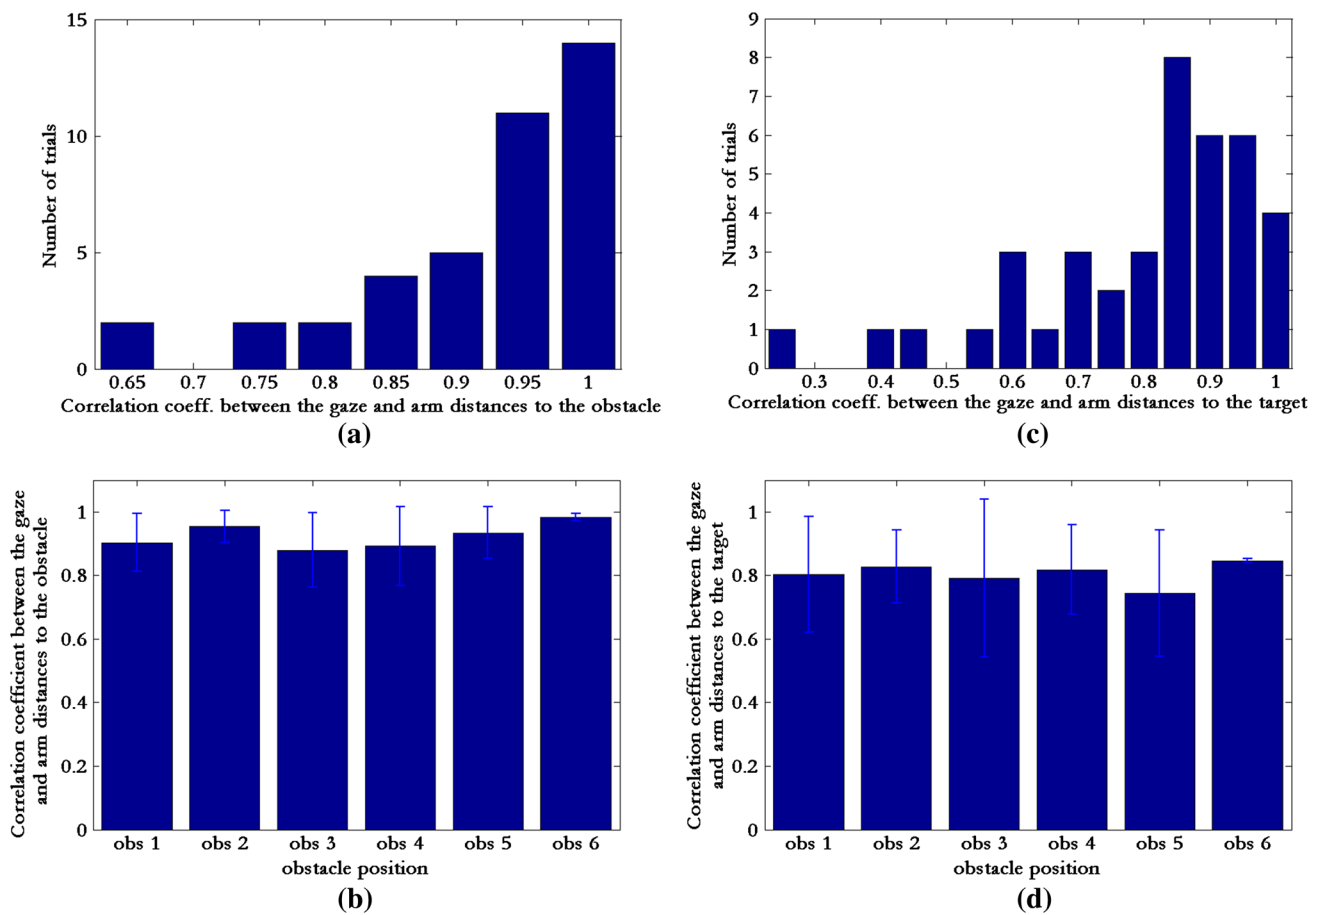 15
10
5
0
Number of trials
0.65 0.7 0.75 0.8 0.85 0.9 0.95 1
Correlation coeff. between the gaze and arm distances to the obstacle
(a)
9
8
7
6
5
4
3
2
1
0
Number of trials
0.3 0.4 0.5 0.6 0.7 0.8 0.9 1
Correlation coeff. between the gaze and arm distances to the target
(c)
1
0.8
0.6
0.4
0.2
0
Correlation coefficient between the gaze
and arm distances to the obstacle
obs 1 obs 2 obs 3 obs 4 obs 5 obs 6
obstacle position
(b)
1
0.8
0.6
0.4
0.2
0
Correlation coefficient between the gaze
and arm distances to the target
obs 1 obs 2 obs 3 obs 4 obs 5 obs 6
obstacle position
(d)